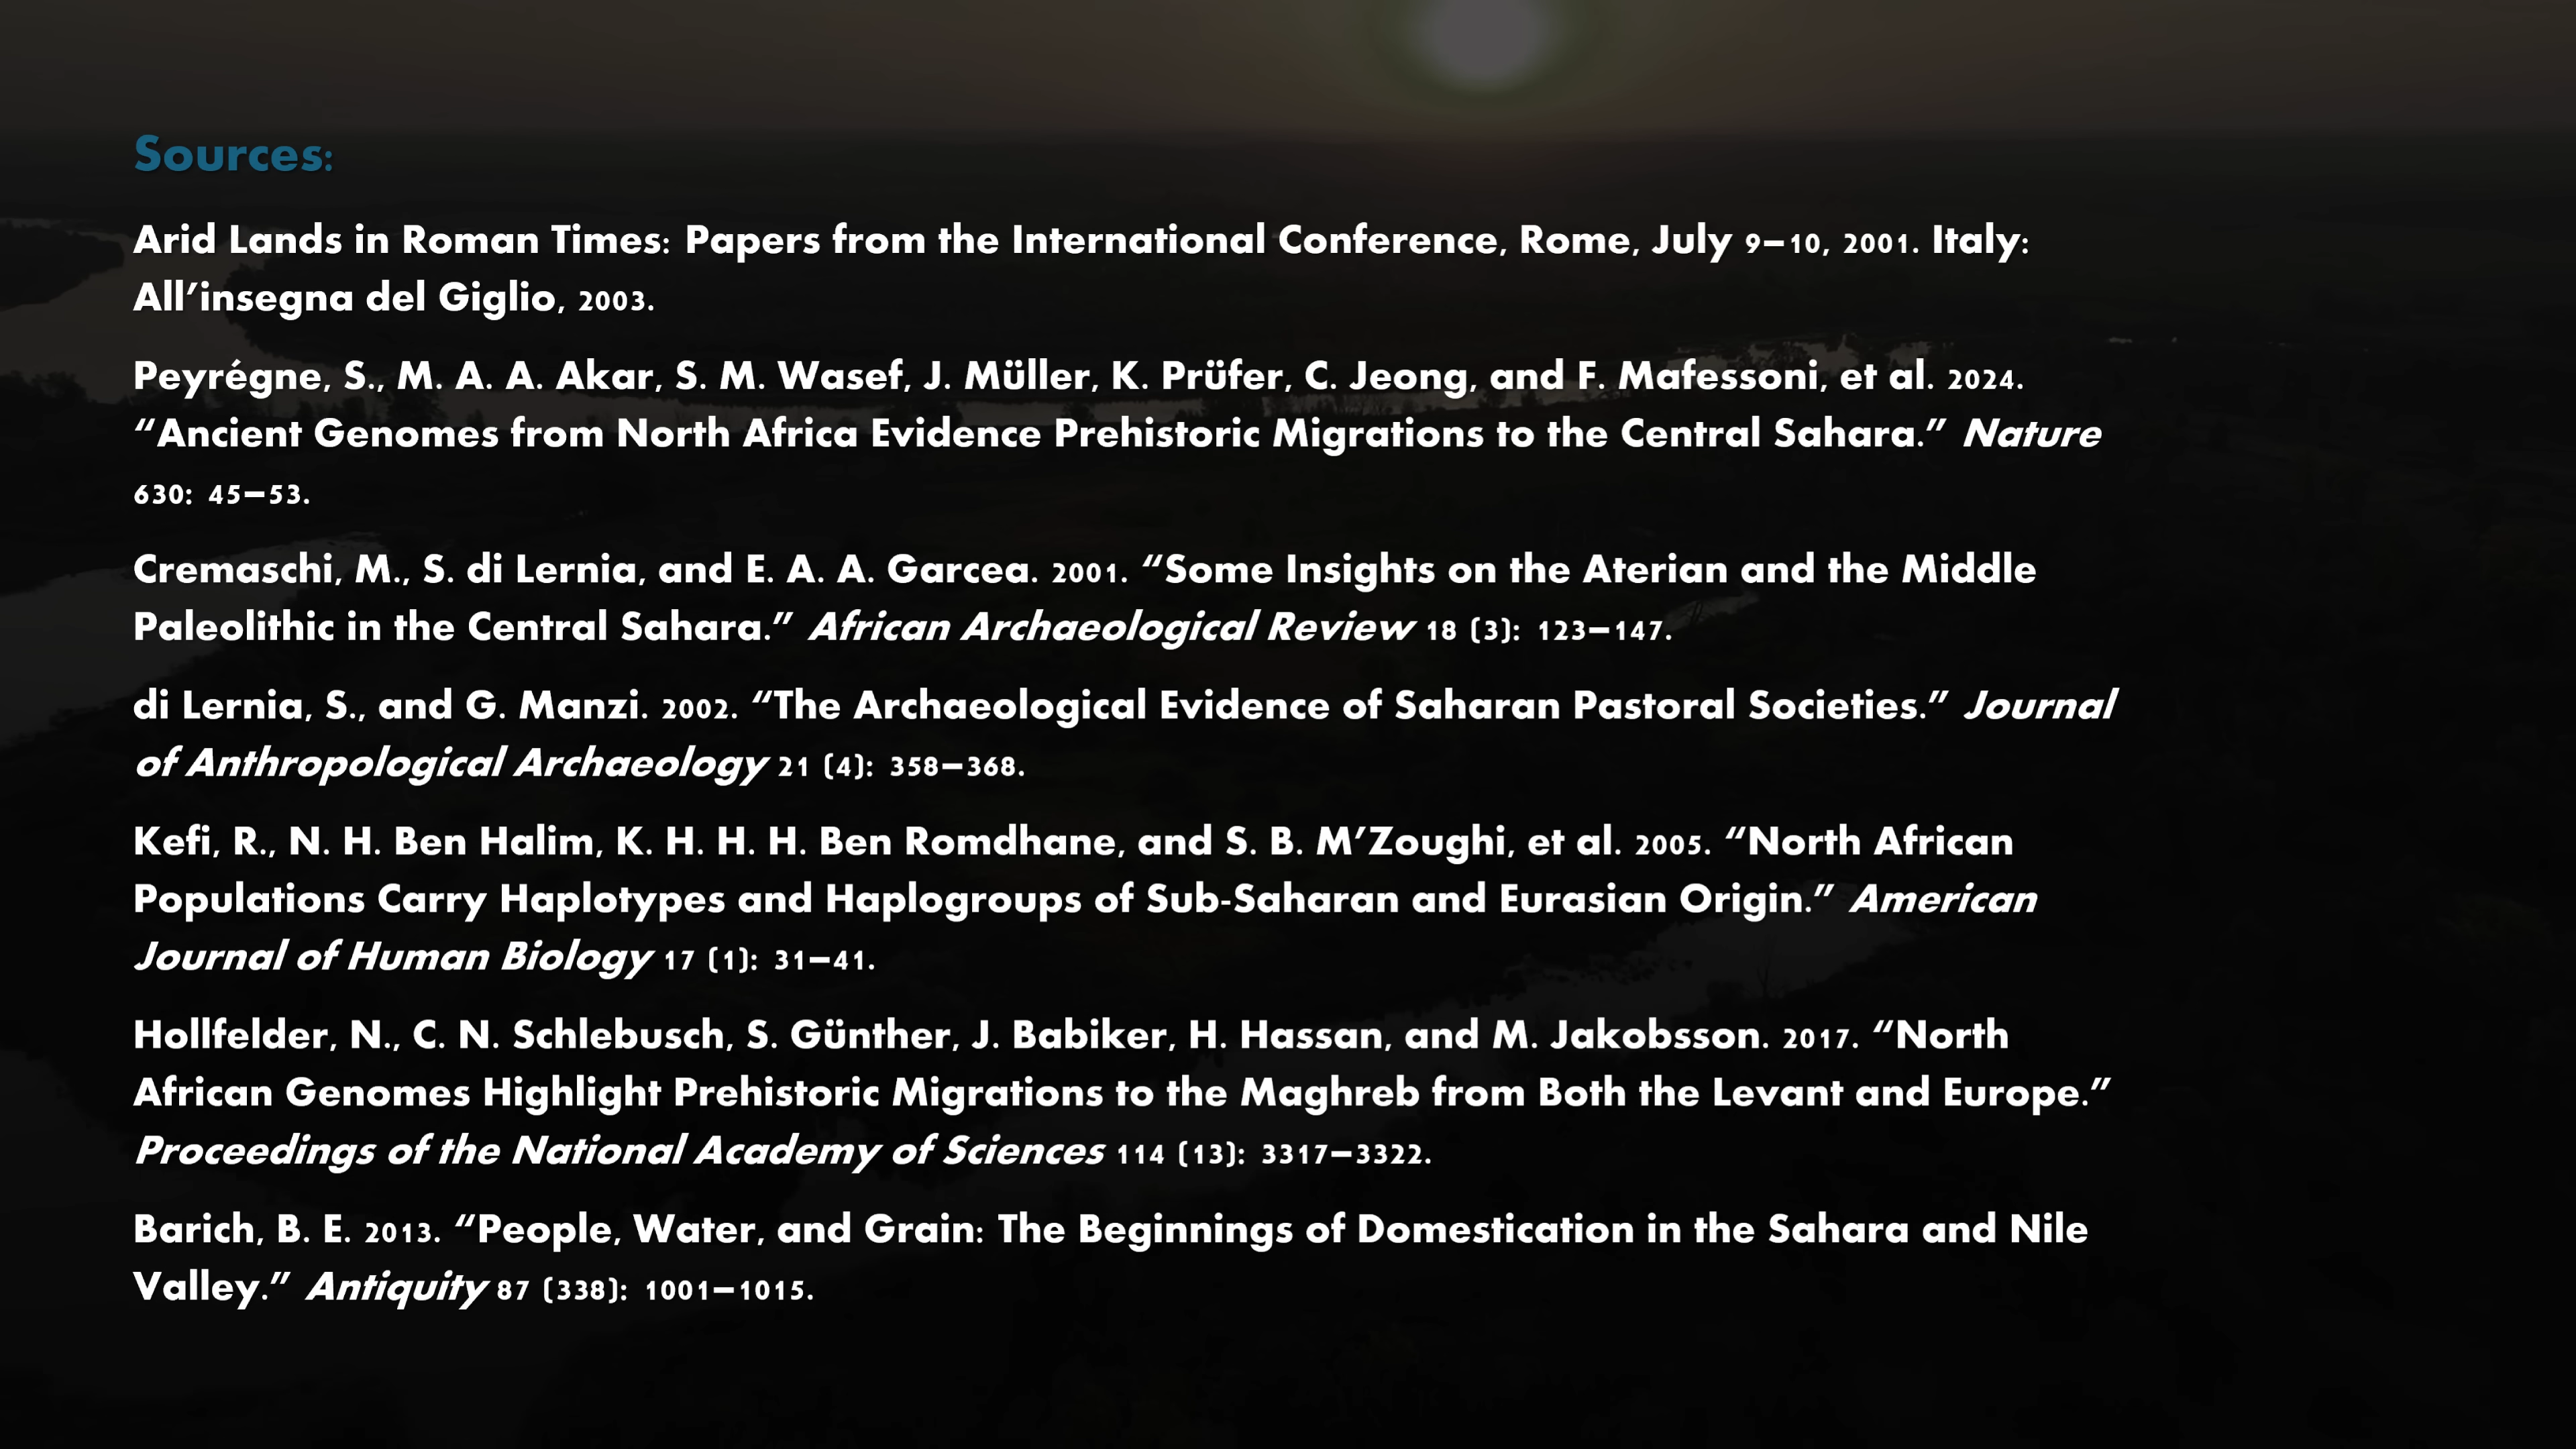 Sources:
Arid Lands in Roman Times: Papers from the International Conference, Rome, July 9–10, 2001. Italy:
All’insegna del Giglio, 2003.
Peyrégne, S., M. A. A. Akar, S. M. Wasef, J. Müller, K. Prüfer, C. Jeong, and F. Mafessoni, et al. 2024.
“Ancient Genomes from North Africa Evidence Prehistoric Migrations to the Central Sahara.” Nature
630: 45–53.
Cremaschi, M., S. di Lernia, and E. A. A. Garcea. 2001. “Some Insights on the Aterian and the Middle
Paleolithic in the Central Sahara.” African Archaeological Review 18 (3): 123–147.
di Lernia, S., and G. Manzi. 2002. “The Archaeological Evidence of Saharan Pastoral Societies.” Journal
of Anthropological Archaeology 21 (4): 358–368.
Kefi, R., N. H. Ben Halim, K. H. H. H. Ben Romdhane, and S. B. M’Zoughi, et al. 2005. “North African
Populations Carry Haplotypes and Haplogroups of Sub-Saharan and Eurasian Origin.” American
Journal of Human Biology 17 (1): 31–41.
Hollfelder, N., C. N. Schlebusch, S. Günther, J. Babiker, H. Hassan, and M. Jakobsson. 2017. “North
African Genomes Highlight Prehistoric Migrations to the Maghreb from Both the Levant and Europe.”
Proceedings of the National Academy of Sciences 114 (13): 3317–3322.
Barich, B. E. 2013. “People, Water, and Grain: The Beginnings of Domestication in the Sahara and Nile
Valley.” Antiquity 87 (338): 1001–1015.